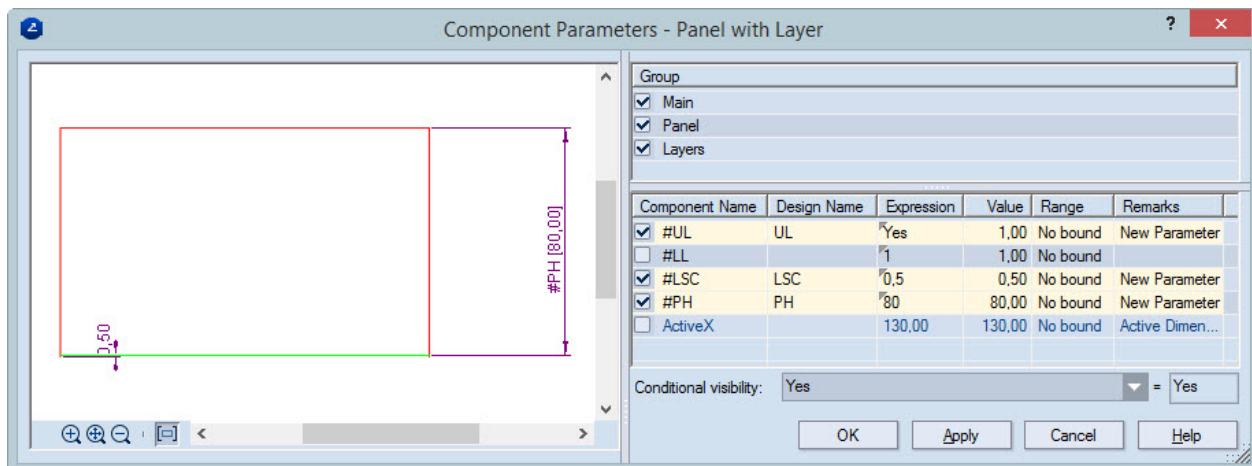 Component Parameters - Panel with Layer
?
#PH [80,00]
0,50
Group
Main
Panel
Layers
Component Name Design Name Expression Value Range Remarks
#UL UL Yes 1,00 No bound New Parameter
#LL 1 1,00 No bound
#LSC LSC 0,5 0,50 No bound New Parameter
#PH PH 80 80,00 No bound New Parameter
ActiveX 130,00 130,00 No bound Active Dimen...
Conditional visibility: Yes = Yes
OK Apply Cancel Help